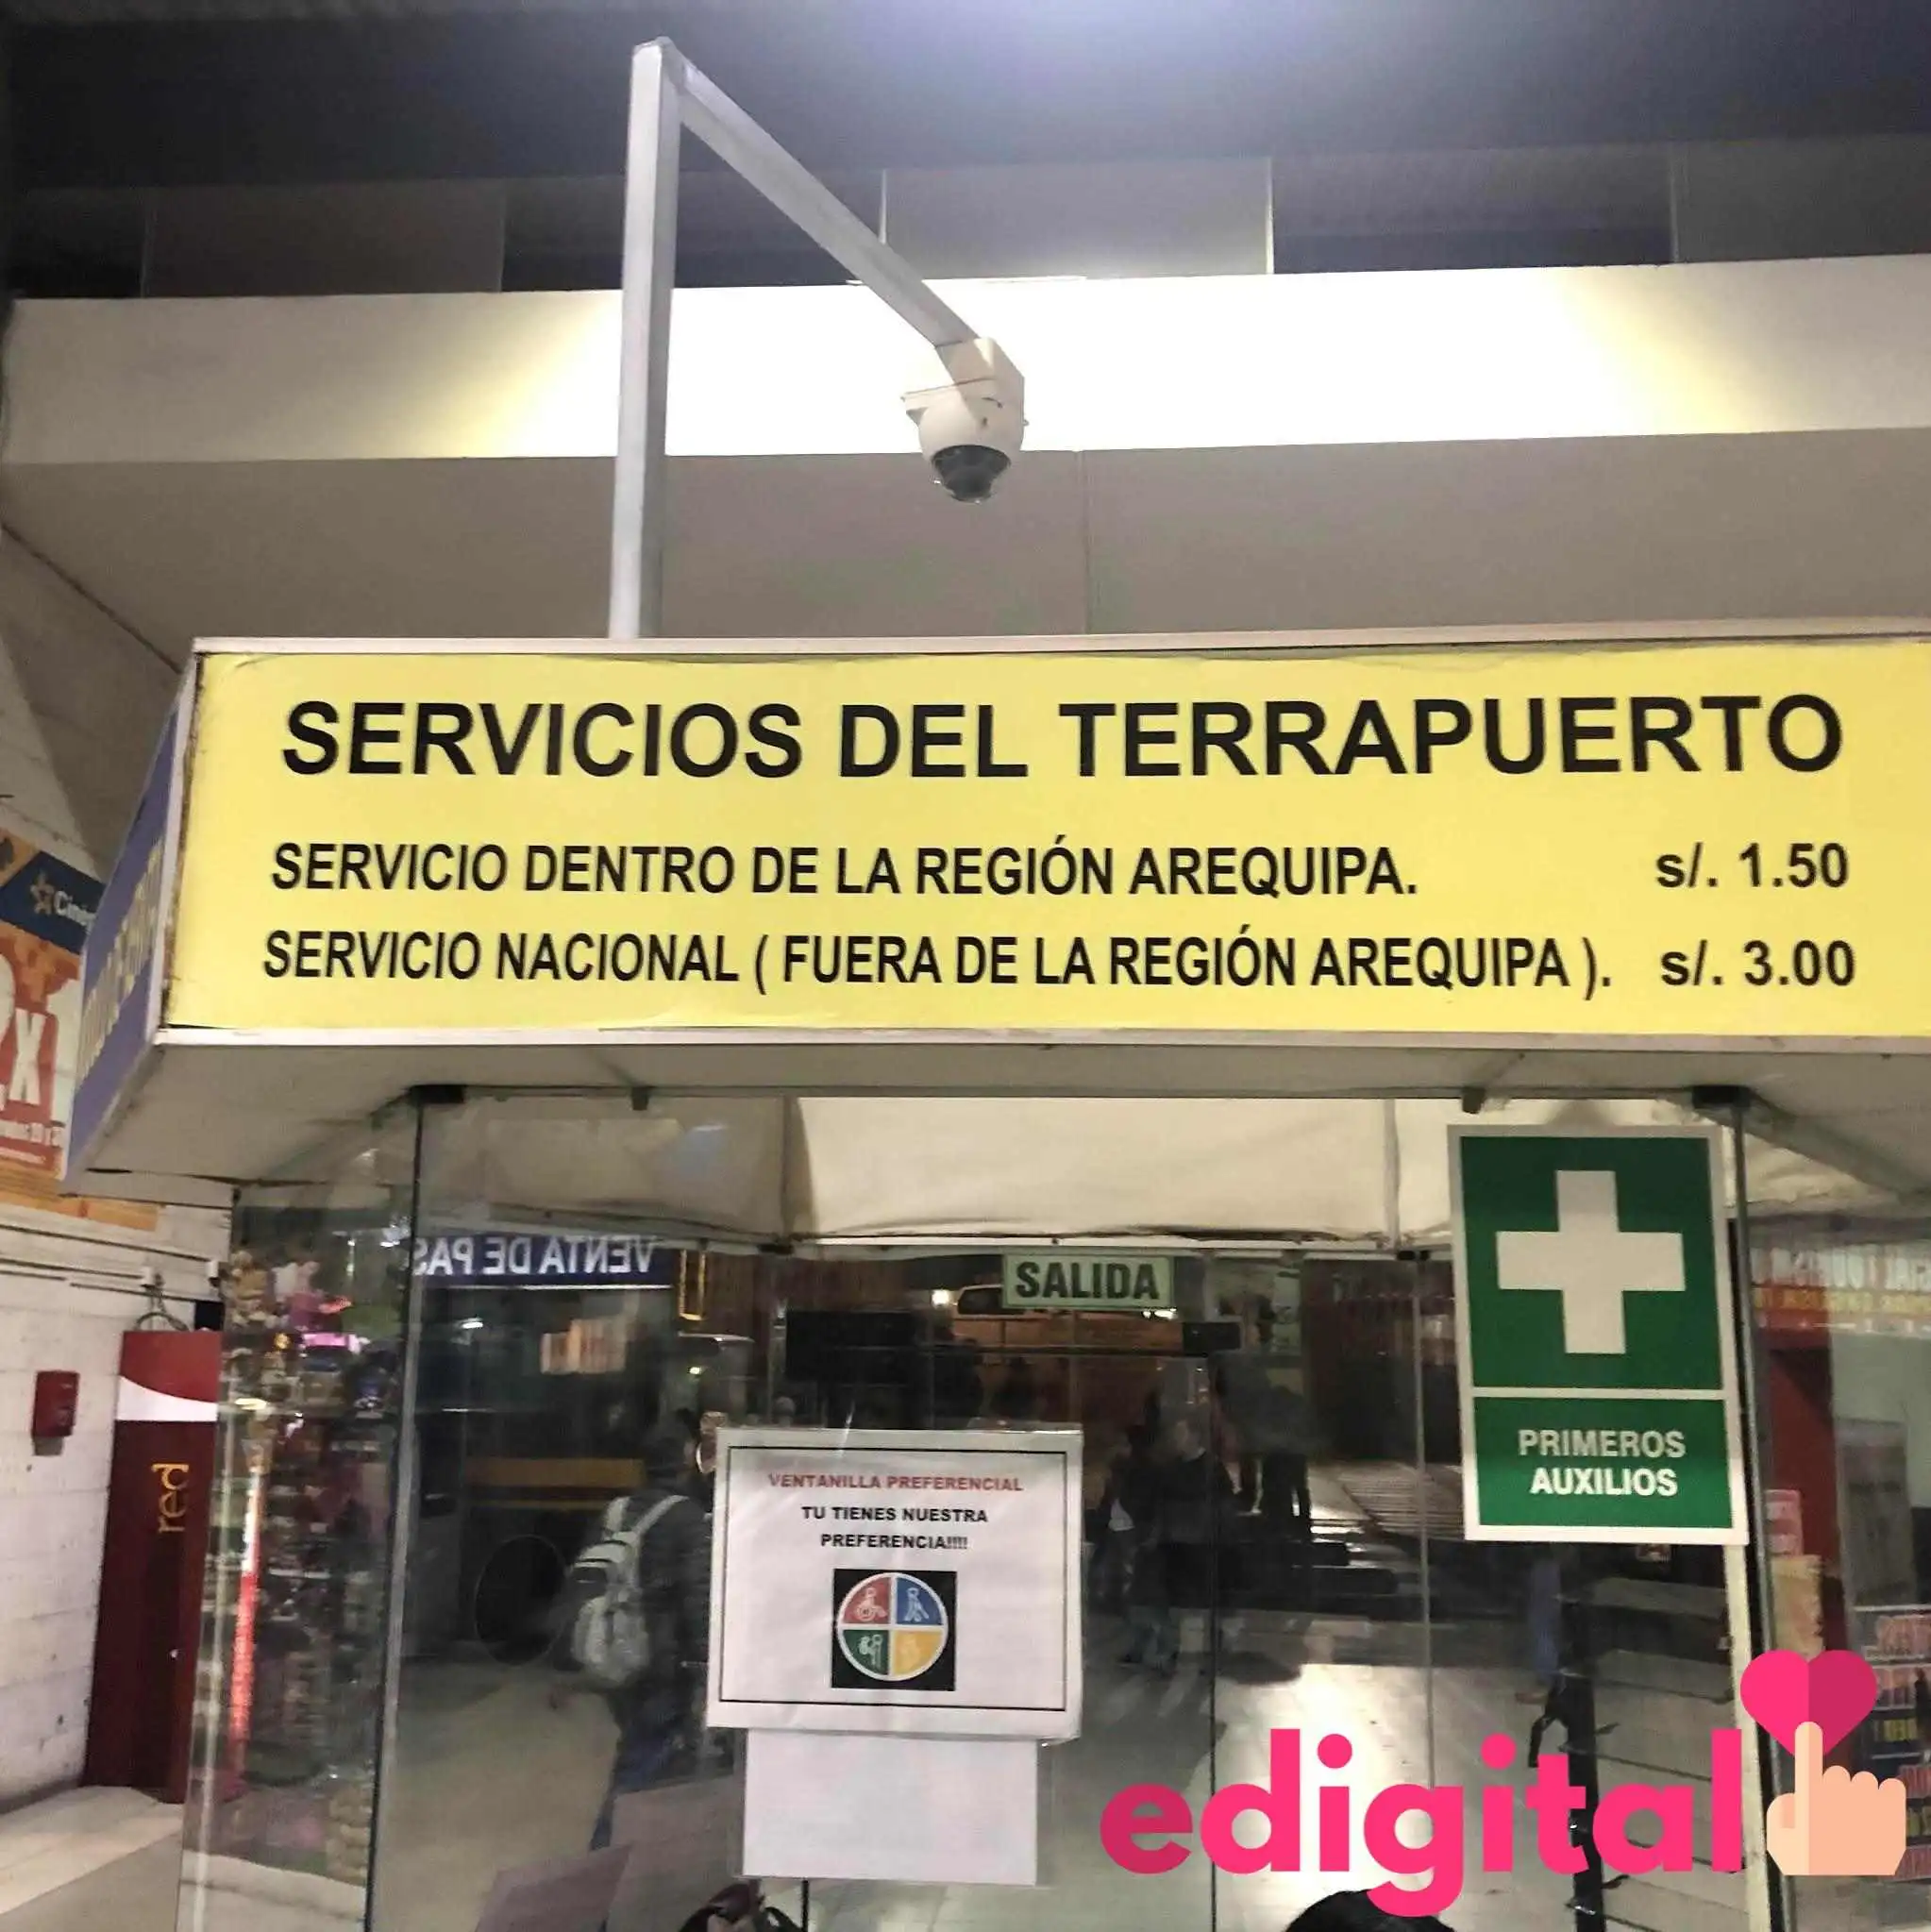 SERVICIOS DEL TERRAPUERTO
SERVICIO DENTRO DE LA REGIÓN AREQUIPA. s/. 1.50
SERVICIO NACIONAL ( FUERA DE LA REGIÓN AREQUIPA ). s/. 3.00
VENTA DE
SALIDA
PRIMEROS
AUXILIOS
red
VENTANILLA PREFERENCIAL
TU TIENES NUESTRA
PREFERENCIA!!!!
edigital